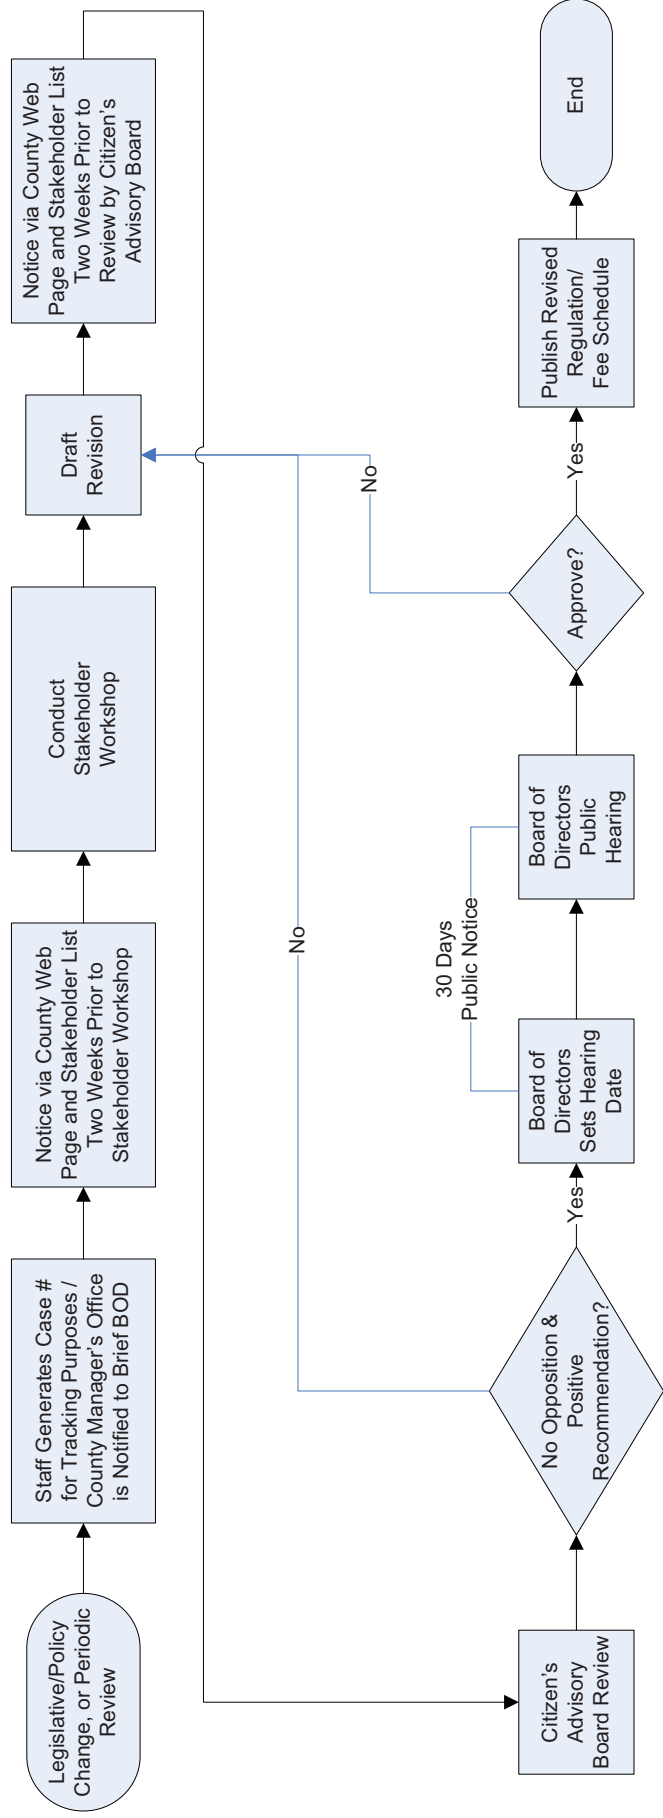 Legislative/Policy
Change, or Periodic
Review
Staff Generates Case #
for Tracking Purposes /
County Manager's Office
is Notified to Brief BOD
Notice via County Web
Page and Stakeholder List
Two Weeks Prior to
Stakeholder Workshop
Conduct
Stakeholder
Workshop
Draft
Revision
Notice via County Web
Page and Stakeholder List
Two Weeks Prior to
Review by Citizen's
Advisory Board
Citizen's
Advisory
Board Review
No Opposition &
Positive
Recommendation?
No
Yes
Board of
Directors
Sets Hearing
Date
30 Days
Public Notice
Board of
Directors
Public
Hearing
Approve?
No
Yes
Publish Revised
Regulation/
Fee Schedule
End